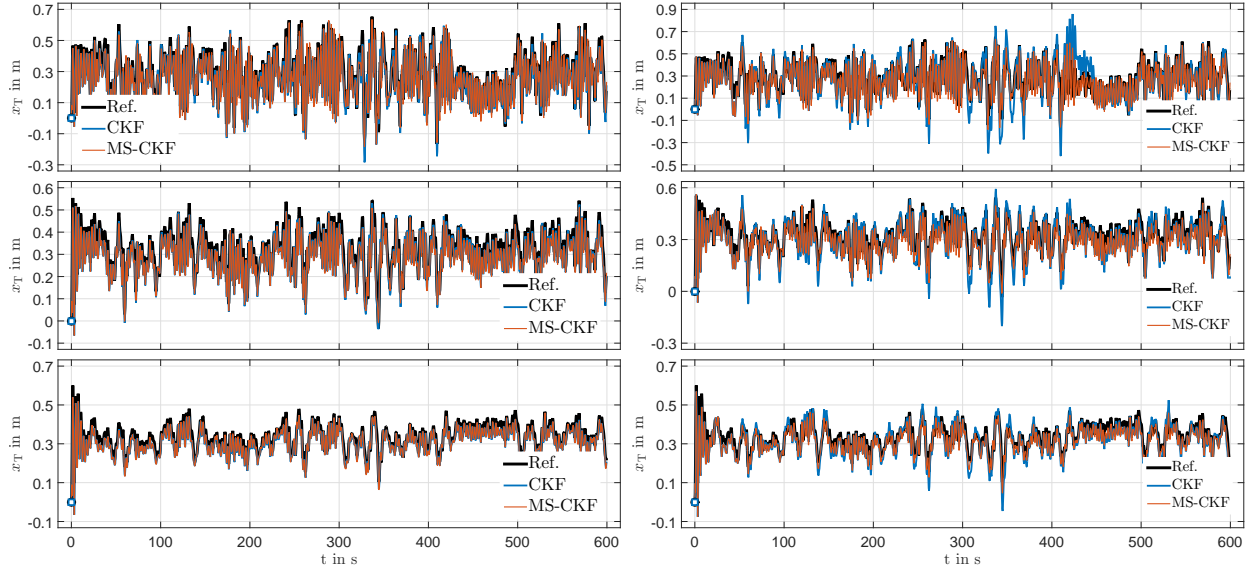 0.7
0.5
0.3
0.1
-0.1
-0.3
x_T in m
Ref.
CKF
MS-CKF
0.9
0.7
0.5
0.3
0.1
-0.1
-0.3
-0.5
x_T in m
Ref.
CKF
MS-CKF
0.6
0.5
0.4
0.3
0.2
0.1
0
-0.1
x_T in m
Ref.
CKF
MS-CKF
0.6
0.3
0
-0.3
x_T in m
Ref.
CKF
MS-CKF
0.7
0.5
0.3
0.1
-0.1
x_T in m
Ref.
CKF
MS-CKF
0 100 200 300 400 500 600
t in s
0.7
0.5
0.3
0.1
-0.1
x_T in m
Ref.
CKF
MS-CKF
0 100 200 300 400 500 600
t in s